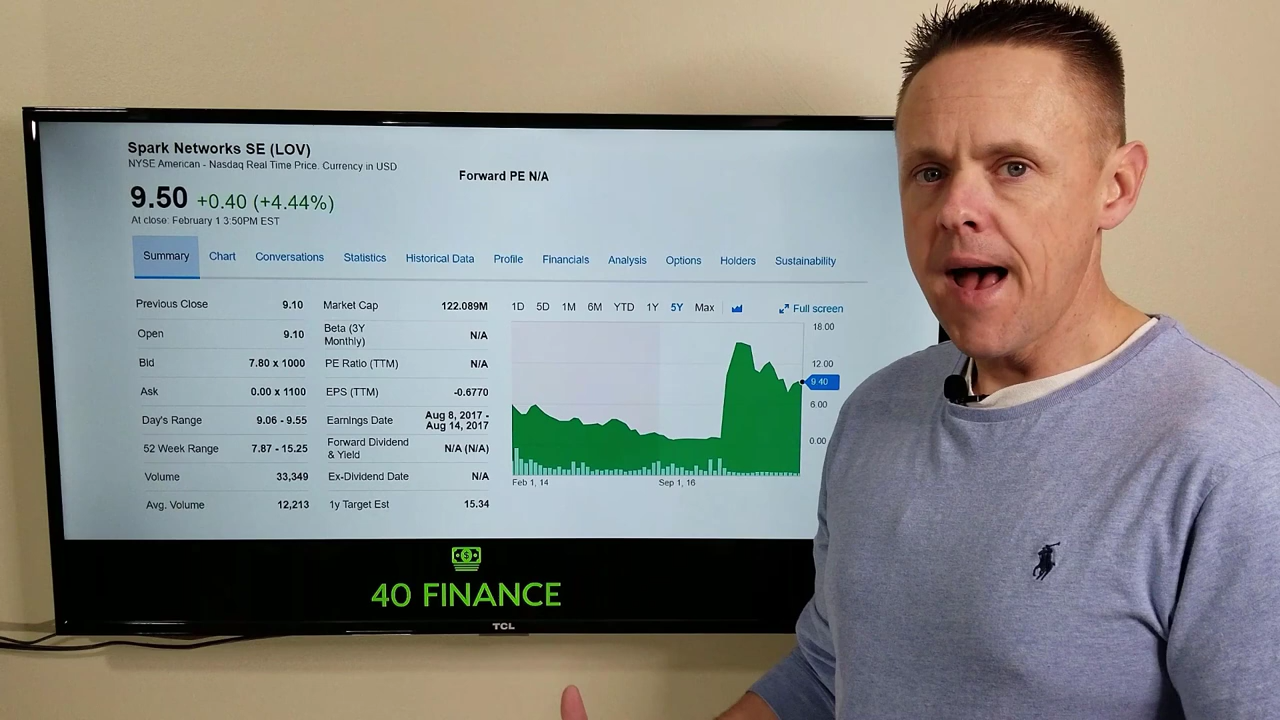 Spark Networks SE (LOV)
NYSE American - Nasdaq Real Time Price. Currency in USD
Forward PE N/A
9.50 +0.40 (+4.44%)
At close: February 1 3:50PM EST
Summary Chart Conversations Statistics Historical Data Profile Financials Analysis Options Holders Sustainability
Previous Close 9.10
Open 9.10
Bid 7.80 x 1000
Ask 0.00 x 1100
Day's Range 9.06 - 9.55
52 Week Range 7.87 - 15.25
Volume 33,349
Avg. Volume 12,213
Market Cap 122.089M
Beta (3Y
Monthly) N/A
PE Ratio (TTM) N/A
EPS (TTM) -0.6770
Earnings Date Aug 8, 2017 -
Aug 14, 2017
Forward Dividend
& Yield N/A (N/A)
Ex-Dividend Date N/A
1y Target Est 15.34
1D 5D 1M 6M YTD 1Y 5Y Max Full screen
18.00
12.00
9.40
6.00
0.00
Feb 1, 14 Sep 1, 16
40 FINANCE
TCL